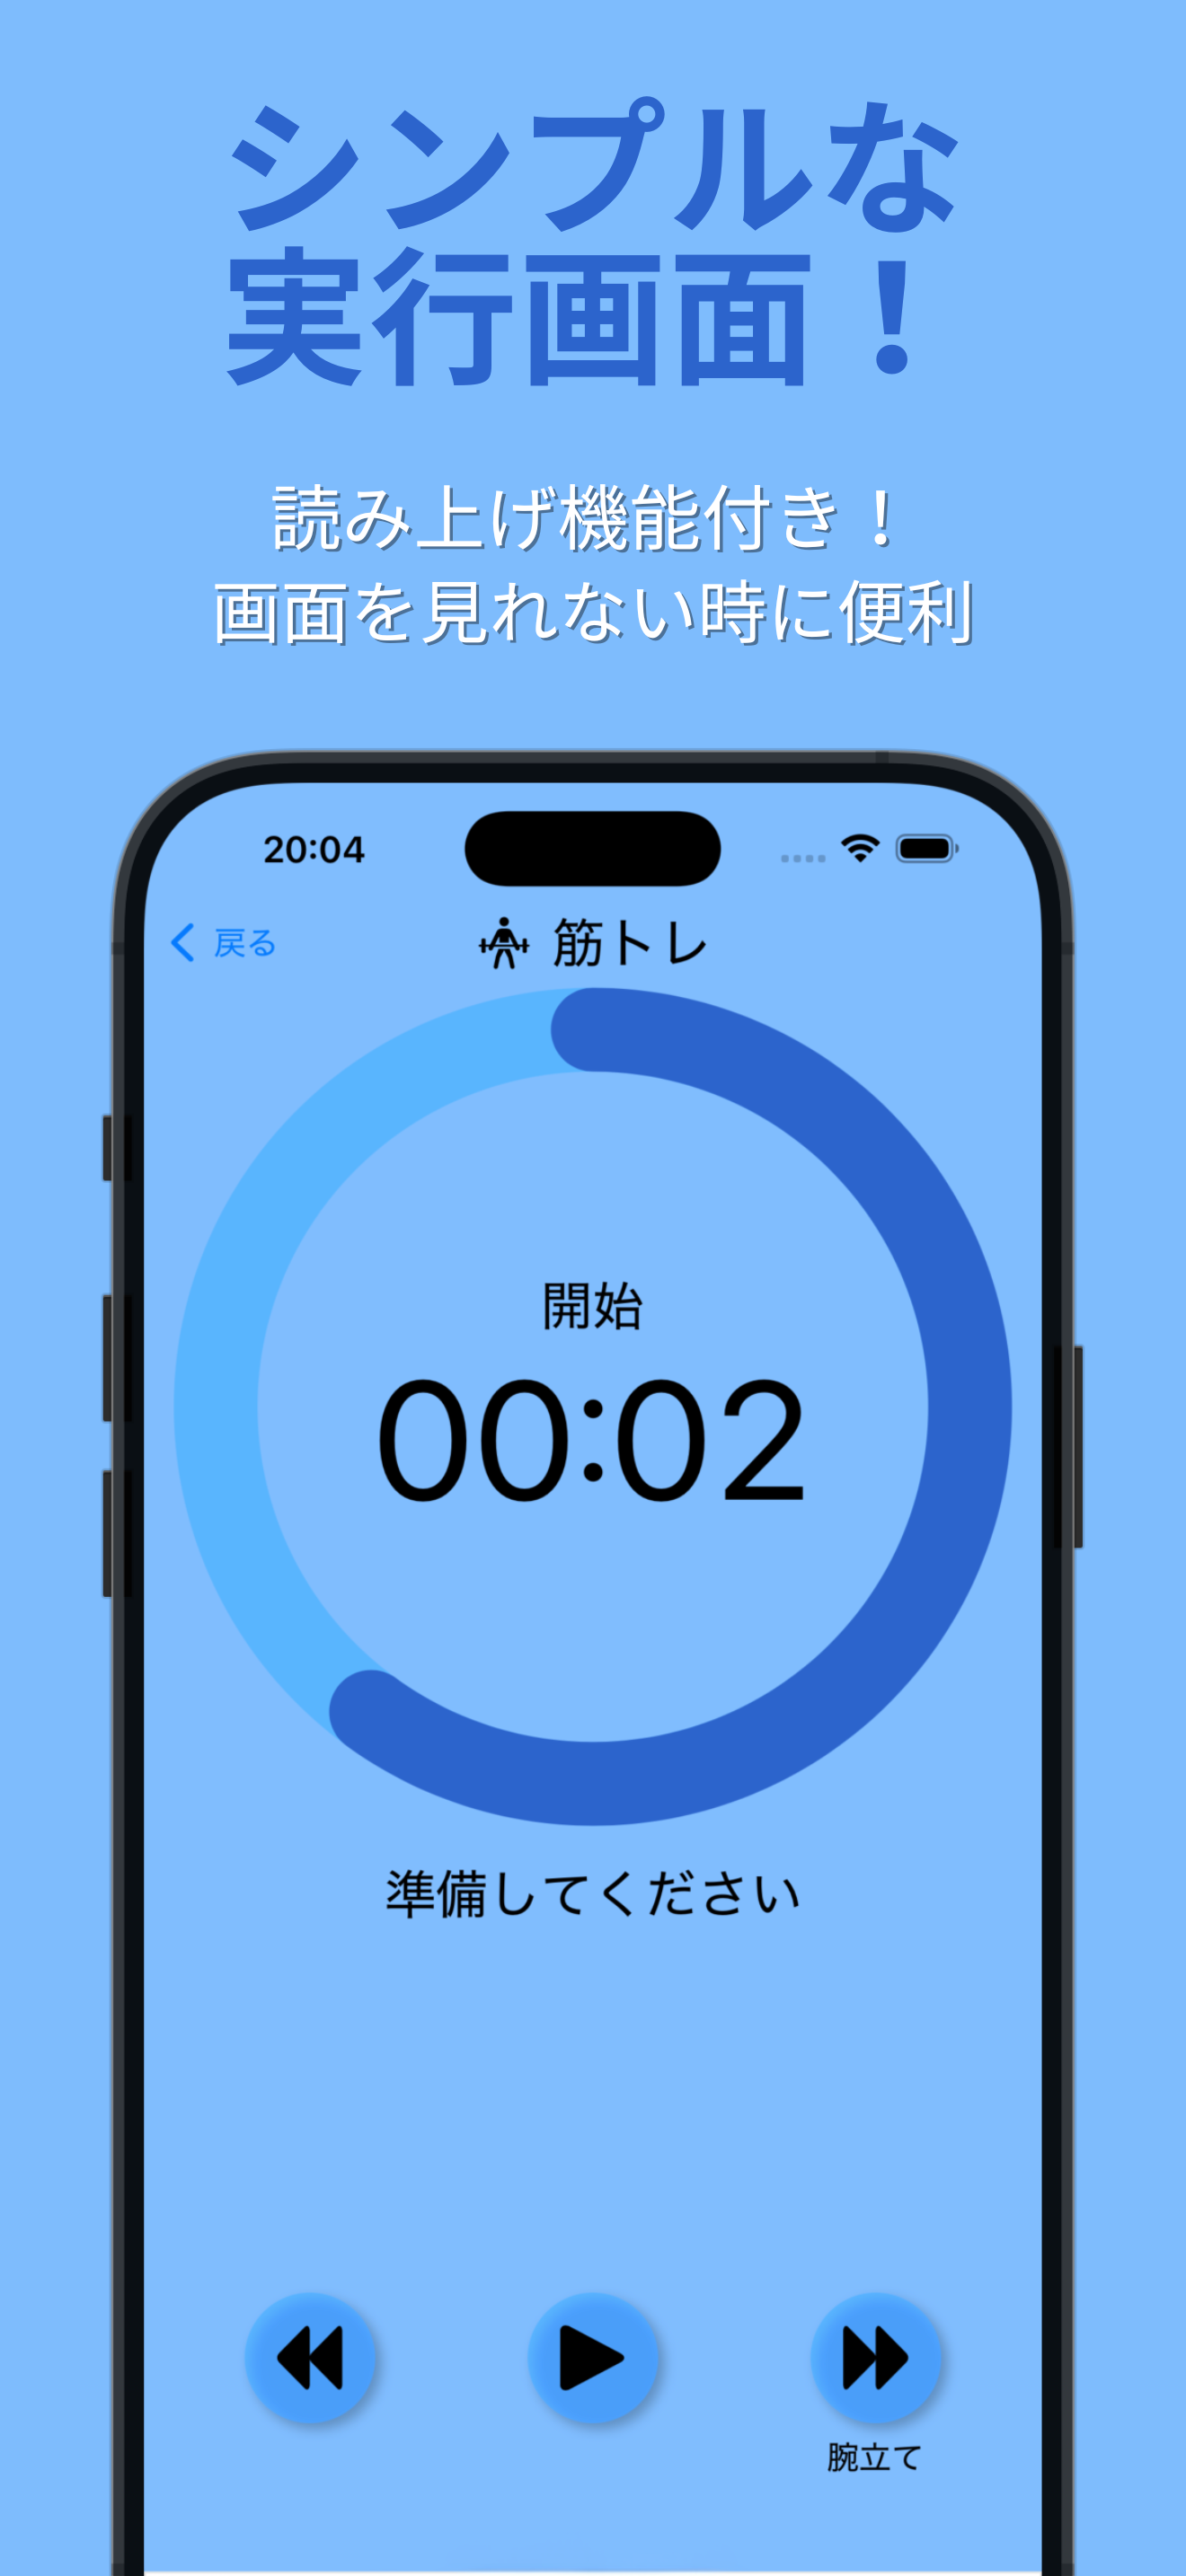 シンプルな
実行画面！
読み上げ機能付き！
画面を見れない時に便利
20:04
戻る
筋トレ
開始
00:02
準備してください
腕立て